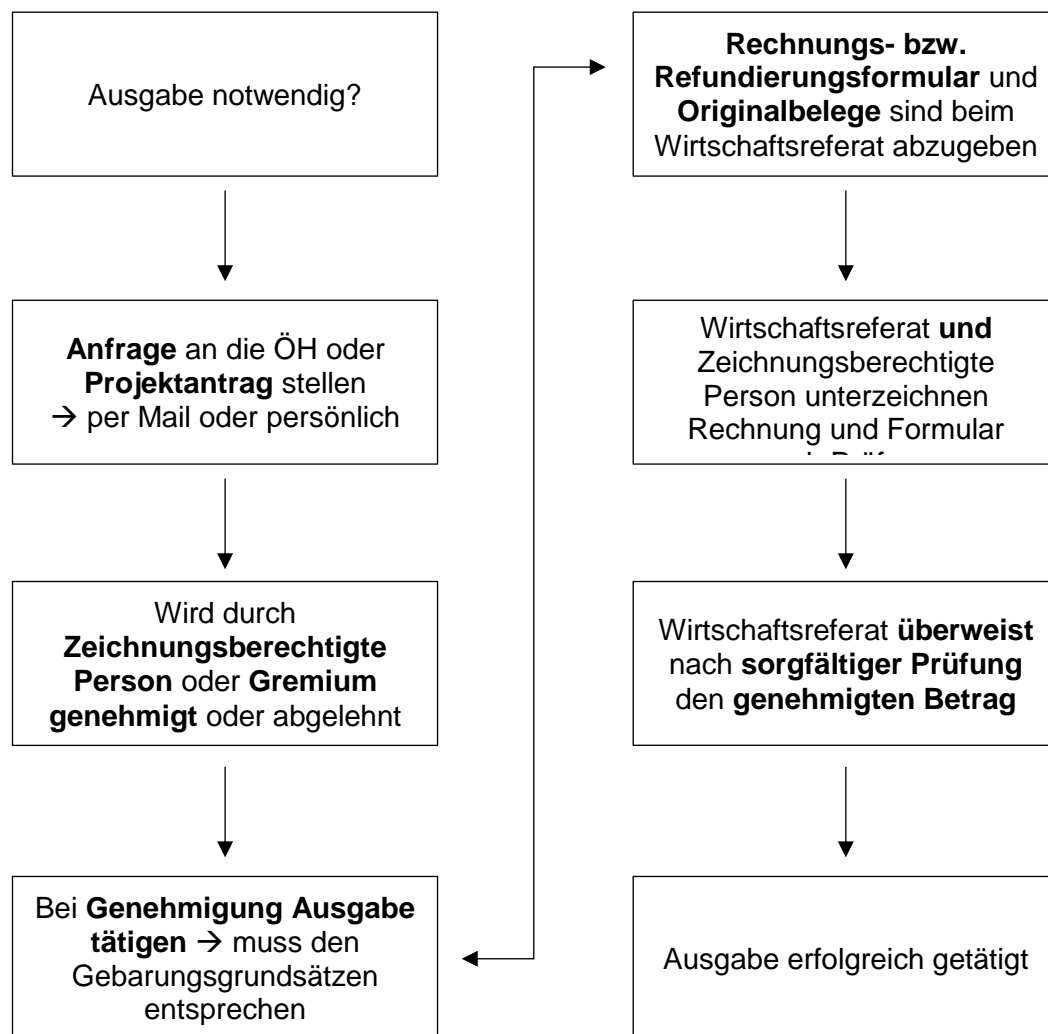 Ausgabe notwendig?
Anfrage an die ÖH oder
Projektantrag stellen
→ per Mail oder persönlich
Wird durch
Zeichnungsberechtigte
Person oder Gremium
genehmigt oder abgelehnt
Bei Genehmigung Ausgabe
tätigen → muss den
Gebarungsgrundsätzen
entsprechen
Rechnungs- bzw.
Refundierungsformular und
Originalbelege sind beim
Wirtschaftsreferat abzugeben
Wirtschaftsreferat und
Zeichnungsberechtigte
Person unterzeichnen
Rechnung und Formular
Wirtschaftsreferat überweist
nach sorgfältiger Prüfung
den genehmigten Betrag
Ausgabe erfolgreich getätigt